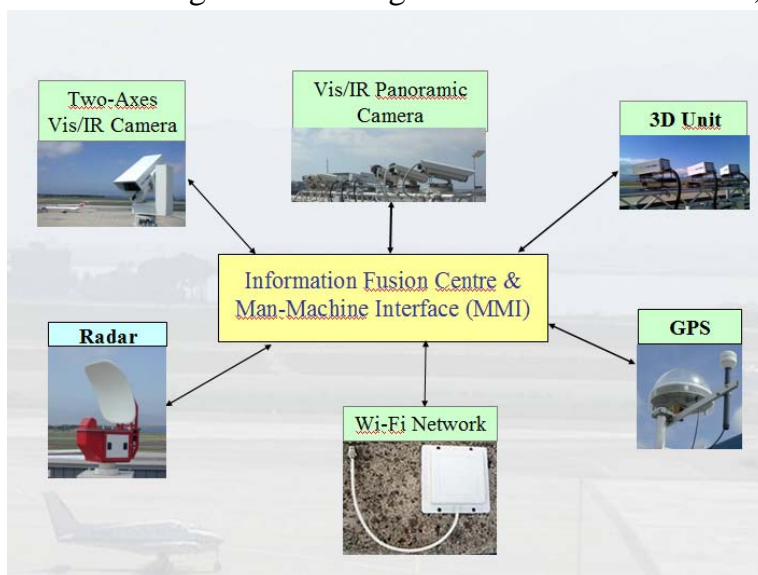 Two-Axes
Vis/IR Camera
Vis/IR Panoramic
Camera
3D Unit
Information Fusion Centre &
Man-Machine Interface (MMI)
Radar
GPS
Wi-Fi Network